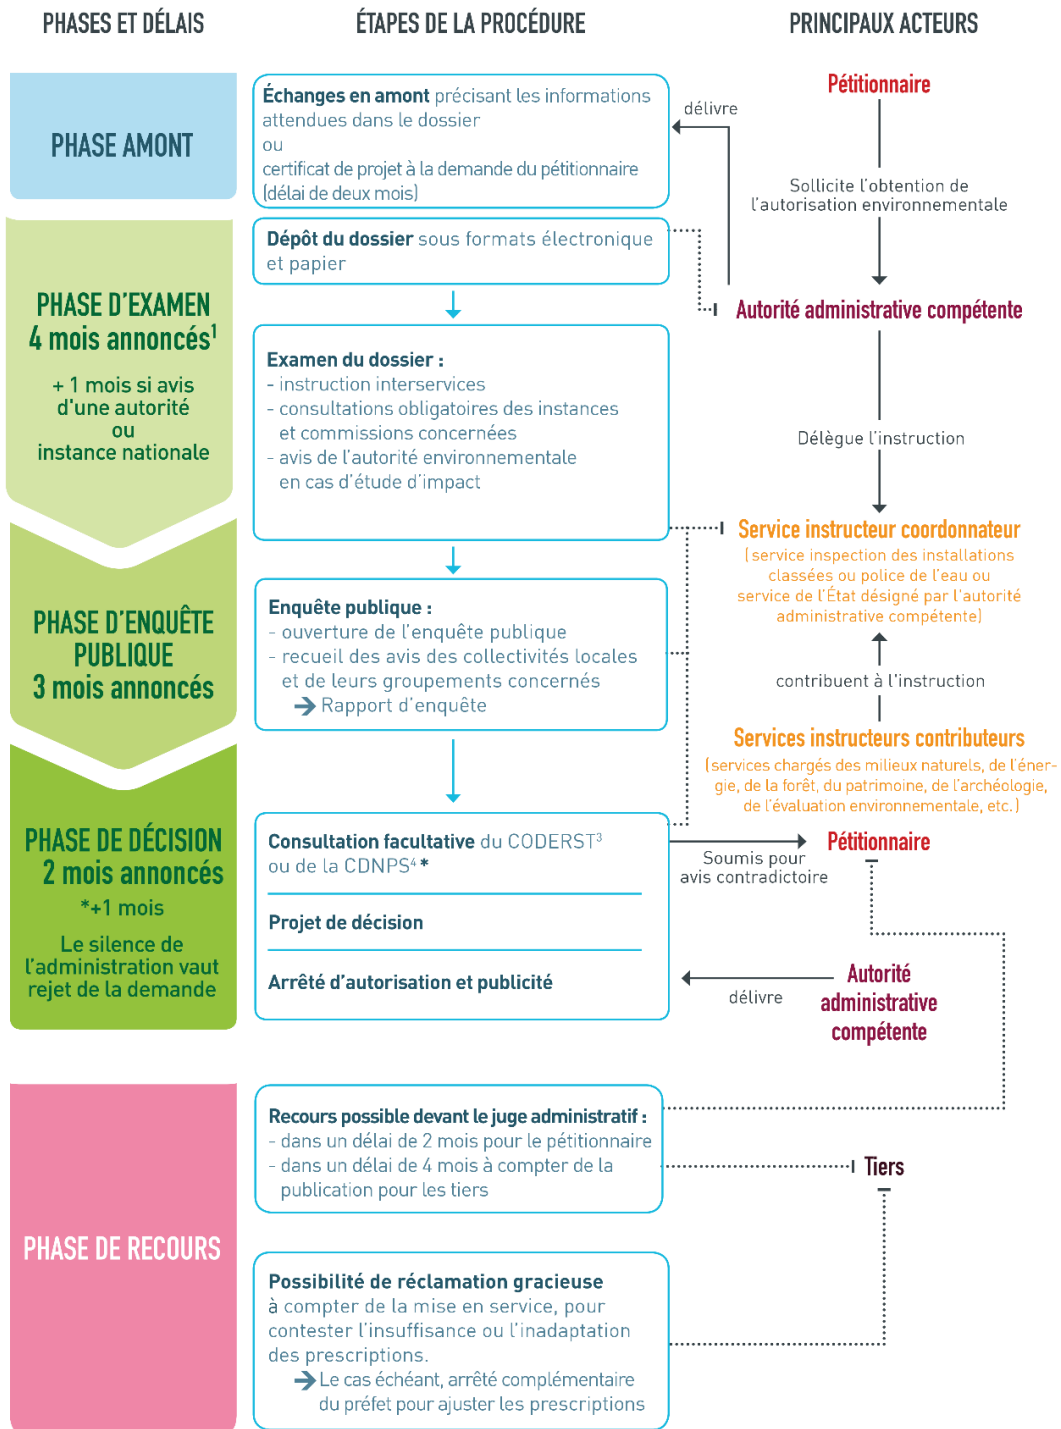 PHASES ET DÉLAIS
ÉTAPES DE LA PROCÉDURE
PRINCIPAUX ACTEURS
PHASE AMONT
Échanges en amont précisant les informations
attendues dans le dossier
ou
certificat de projet à la demande du pétitionnaire
(délai de deux mois)
délivre
Pétitionnaire
Sollicite l'obtention de
l'autorisation environnementale
PHASE D'EXAMEN
4 mois annoncés¹
+ 1 mois si avis
d'une autorité
ou
instance nationale
Dépôt du dossier sous formats électronique
et papier
Autorité administrative compétente
Examen du dossier :
- instruction interservices
- consultations obligatoires des instances
et commissions concernées
- avis de l'autorité environnementale
en cas d'étude d'impact
Délègue l'instruction
Service instructeur coordonnateur
(service inspection des installations
classées ou police de l'eau ou
service de l'État désigné par l'autorité
administrative compétente)
PHASE D'ENQUÊTE
PUBLIQUE
3 mois annoncés
Enquête publique :
- ouverture de l'enquête publique
- recueil des avis des collectivités locales
et de leurs groupements concernés
→ Rapport d'enquête
contribuent à l'instruction
Services instructeurs contributeurs
(services chargés des milieux naturels, de l'éner-
gie, de la forêt, du patrimoine, de l'archéologie,
de l'évaluation environnementale, etc.)
PHASE DE DÉCISION
2 mois annoncés
*+1 mois
Le silence de
l'administration vaut
rejet de la demande
Consultation facultative du CODERST³
ou de la CDNPS⁴ *
Projet de décision
Arrêté d'autorisation et publicité
Soumis pour
avis contradictoire
Pétitionnaire
délivre
Autorité
administrative
compétente
PHASE DE RECOURS
Recours possible devant le juge administratif :
- dans un délai de 2 mois pour le pétitionnaire
- dans un délai de 4 mois à compter de la
publication pour les tiers
Tiers
Possibilité de réclamation gracieuse
à compter de la mise en service, pour
contester l'insuffisance ou l'inadaptation
des prescriptions.
→ Le cas échéant, arrêté complémentaire
du préfet pour ajuster les prescriptions